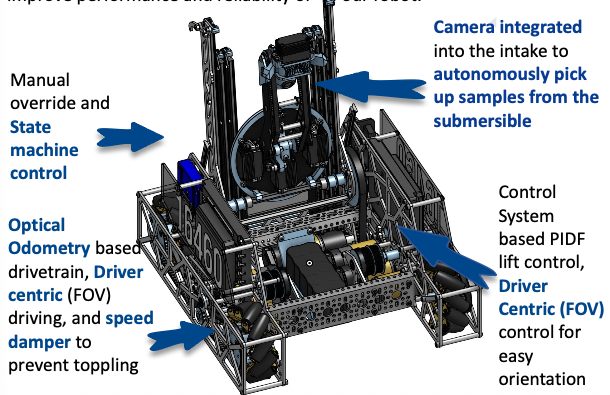 improve performance and reliability of our robot.
Camera integrated
into the intake to
autonomously pick
up samples from the
submersible
Manual
override and
State
machine
control
Optical
Odometry based
drivetrain, Driver
centric (FOV)
driving, and speed
damper to
prevent toppling
16460
Control
System
based PIDF
lift control,
Driver
Centric (FOV)
control for
easy
orientation